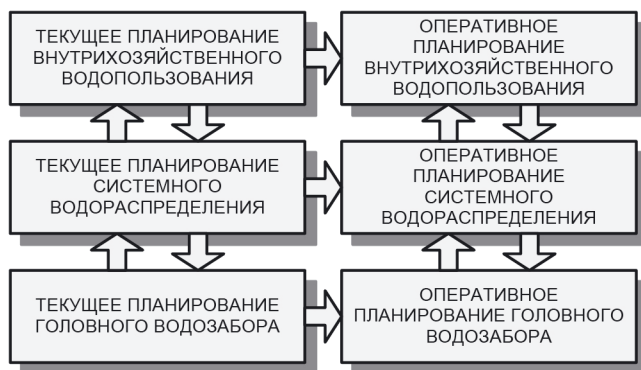 ТЕКУЩЕЕ ПЛАНИРОВАНИЕ
ВНУТРИХОЗЯЙСТВЕННОГО
ВОДОПОЛЬЗОВАНИЯ
ОПЕРАТИВНОЕ
ПЛАНИРОВАНИЕ
ВНУТРИХОЗЯЙСТВЕННОГО
ВОДОПОЛЬЗОВАНИЯ
ТЕКУЩЕЕ ПЛАНИРОВАНИЕ
СИСТЕМНОГО
ВОДОРАСПРЕДЕЛЕНИЯ
ОПЕРАТИВНОЕ
ПЛАНИРОВАНИЕ
СИСТЕМНОГО
ВОДОРАСПРЕДЕЛЕНИЯ
ТЕКУЩЕЕ ПЛАНИРОВАНИЕ
ГОЛОВНОГО ВОДОЗАБОРА
ОПЕРАТИВНОЕ
ПЛАНИРОВАНИЕ ГОЛОВНОГО
ВОДОЗАБОРА